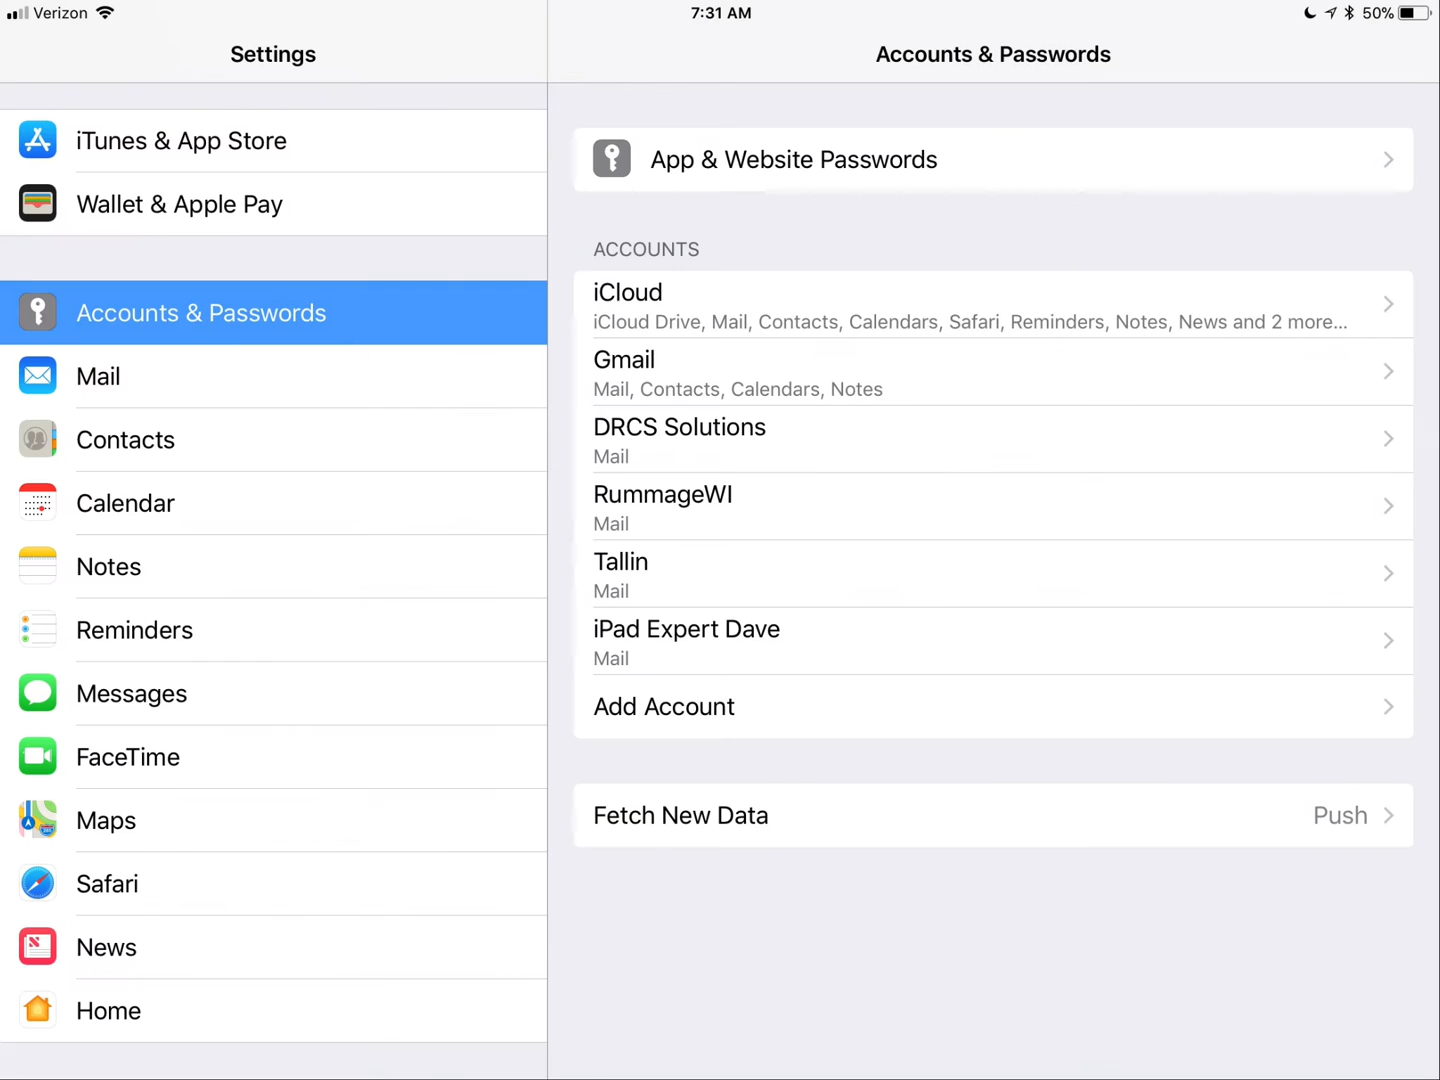 Verizon
7:31 AM
50%
Settings
Accounts & Passwords
iTunes & App Store
Wallet & Apple Pay
Accounts & Passwords
Mail
Contacts
Calendar
Notes
Reminders
Messages
FaceTime
Maps
Safari
News
Home
App & Website Passwords
ACCOUNTS
iCloud
iCloud Drive, Mail, Contacts, Calendars, Safari, Reminders, Notes, News and 2 more...
Gmail
Mail, Contacts, Calendars, Notes
DRCS Solutions
Mail
RummageWI
Mail
Tallin
Mail
iPad Expert Dave
Mail
Add Account
Fetch New Data
Push